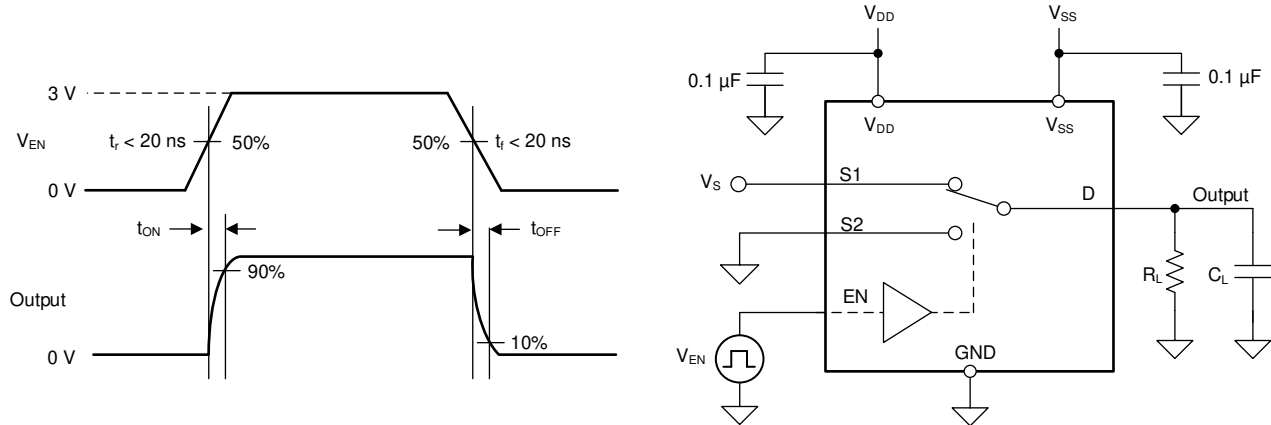 3 V
V_EN
t_r < 20 ns
50%
50%
t_f < 20 ns
0 V
t_ON
t_OFF
90%
Output
10%
0 V
V_DD
V_SS
0.1 µF
0.1 µF
V_DD
V_SS
V_S
S1
D
Output
S2
R_L
C_L
EN
V_EN
GND